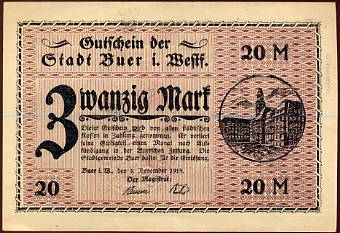 Gutschein der
Stadt Buer i. Westf.
20 M
Zwanzig Mark
Dieser Gutschein wird von allen städtischen
Kassen in Zahlung genommen. Er verliert
seine Gültigkeit einen Monat nach Auf-
kündigung in der Buerschen Zeitung. Die
Stadtgemeinde Buer haftet für die Einlösung.
Buer i. W., den 8. November 1918.
Der Magistrat:
20
20 M